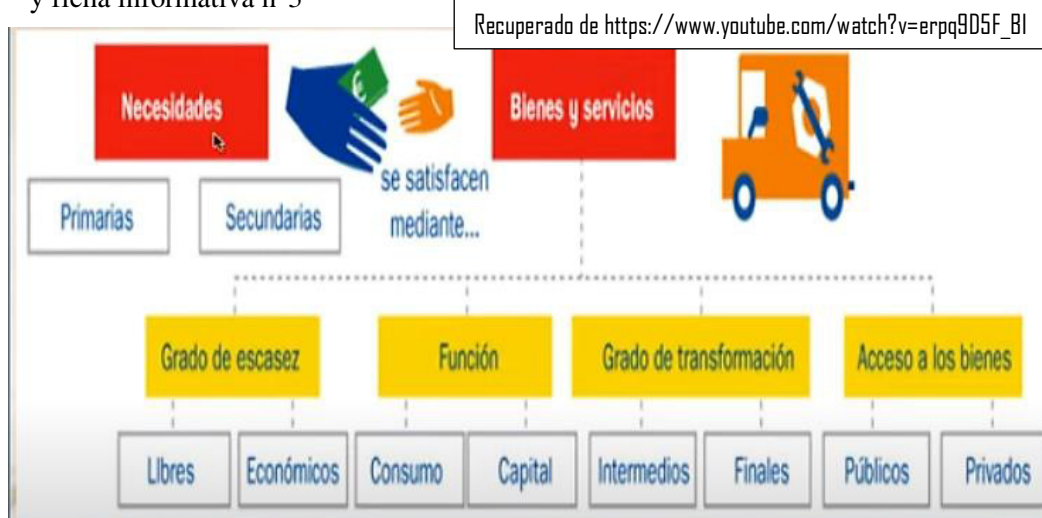 y ficha informativa nº3
Recuperado de https://www.youtube.com/watch?v=erpq9D5F_BI
Necesidades
Bienes y servicios
se satisfacen
mediante...
Primarias
Secundarias
Grado de escasez
Función
Grado de transformación
Acceso a los bienes
LIbres
Económicos
Consumo
Capital
Intermedios
Finales
Públicos
Privados